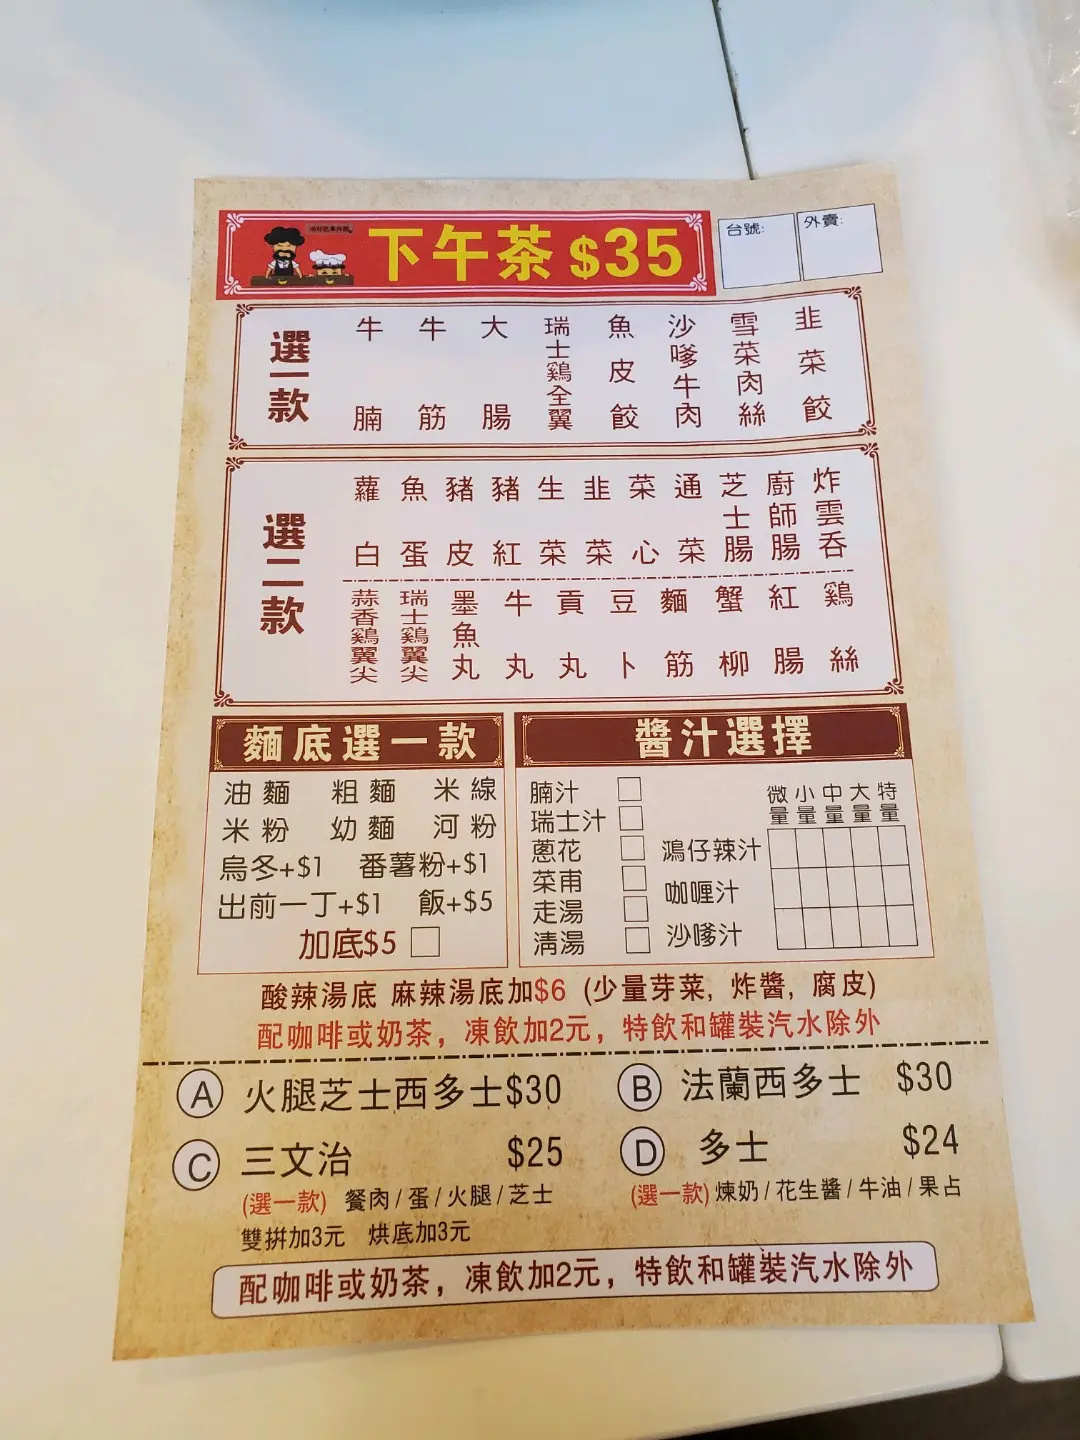 下午茶 $35
台號:
外賣:
選一款
牛腩
牛筋
大腸
瑞士鷄全翼
魚皮餃
沙嗲牛肉
雪菜肉絲
韭菜餃
選二款
蘿白
魚蛋
豬皮
豬紅
生菜
韭菜
菜心
通菜
芝士腸
廚師腸
炸雲吞
蒜香鷄翼尖
瑞士鷄翼尖
墨魚丸
牛丸
貢丸
豆卜
麵筋
蟹柳
紅腸
鷄絲
麵底選一款
油麵 粗麵 米線
米粉 幼麵 河粉
烏冬+$1 番薯粉+$1
出前一丁+$1 飯+$5
加底$5
醬汁選擇
腩汁
瑞士汁
蔥花
菜甫
走湯
清湯
微量 小量 中量 大量 特量
鴻仔辣汁
咖喱汁
沙嗲汁
酸辣湯底 麻辣湯底加$6 (少量芽菜, 炸醬, 腐皮)
配咖啡或奶茶，凍飲加2元，特飲和罐裝汽水除外
A 火腿芝士西多士$30
B 法蘭西多士 $30
C 三文治 $25
(選一款) 餐肉/蛋/火腿/芝士
雙拼加3元 烘底加3元
D 多士 $24
(選一款) 煉奶/花生醬/牛油/果占
配咖啡或奶茶，凍飲加2元，特飲和罐裝汽水除外